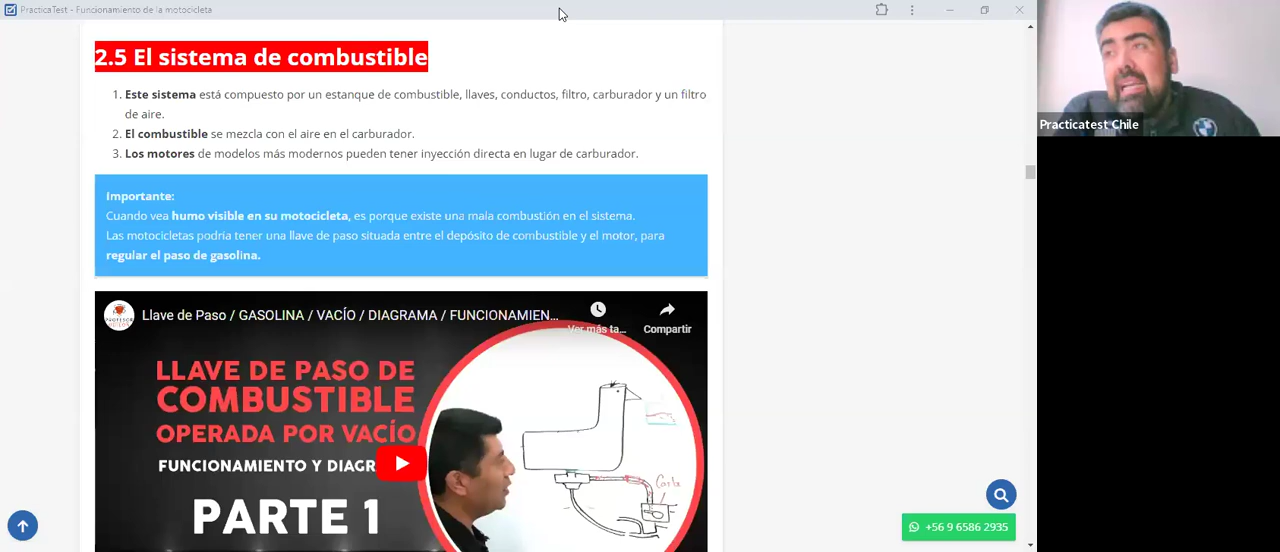 PracticaTest - Funcionamiento de la motocicleta
2.5 El sistema de combustible
1. Este sistema está compuesto por un estanque de combustible, llaves, conductos, filtro, carburador y un filtro
de aire.
2. El combustible se mezcla con el aire en el carburador.
3. Los motores de modelos más modernos pueden tener inyección directa en lugar de carburador.
Importante:
Cuando vea humo visible en su motocicleta, es porque existe una mala combustión en el sistema.
Las motocicletas podría tener una llave de paso situada entre el depósito de combustible y el motor, para
regular el paso de gasolina.
Llave de Paso / GASOLINA / VACÍO / DIAGRAMA / FUNCIONAMIEN...
Ver más ta...
Compartir
LLAVE DE PASO DE
COMBUSTIBLE
OPERADA POR VACÍO
FUNCIONAMIENTO Y DIAGR
PARTE 1
Practicatest Chile
+56 9 6586 2935